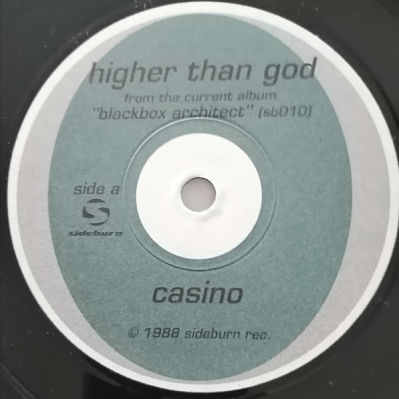 higher than god
from the current album
"blackbox architect" (sb010)
side a
S
sideburn
casino
© 1988 sideburn rec.